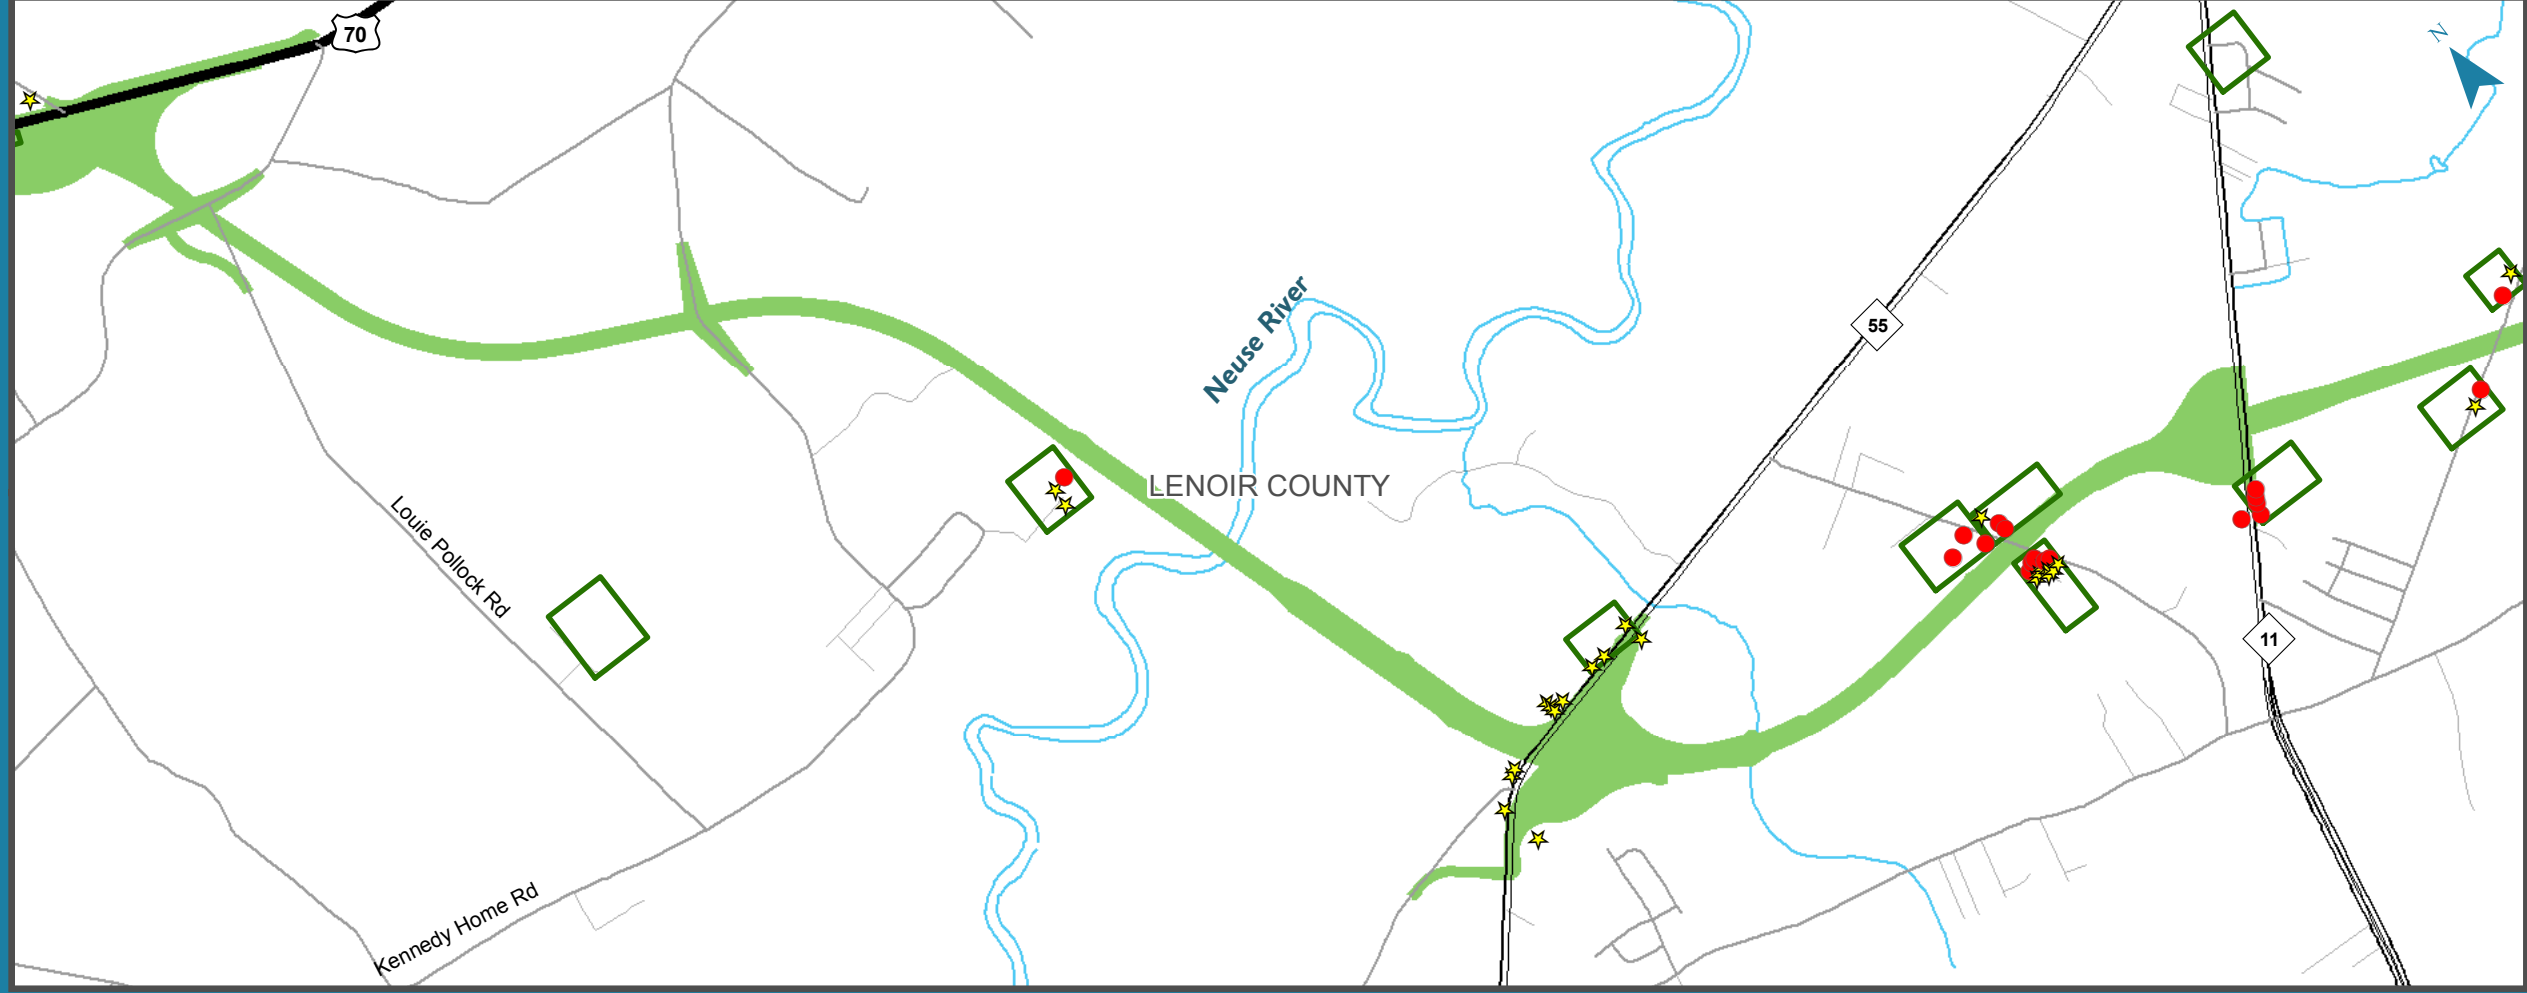 70
N
Neuse River
55
LENOIR COUNTY
Louie Pollock Rd
11
Kennedy Home Rd